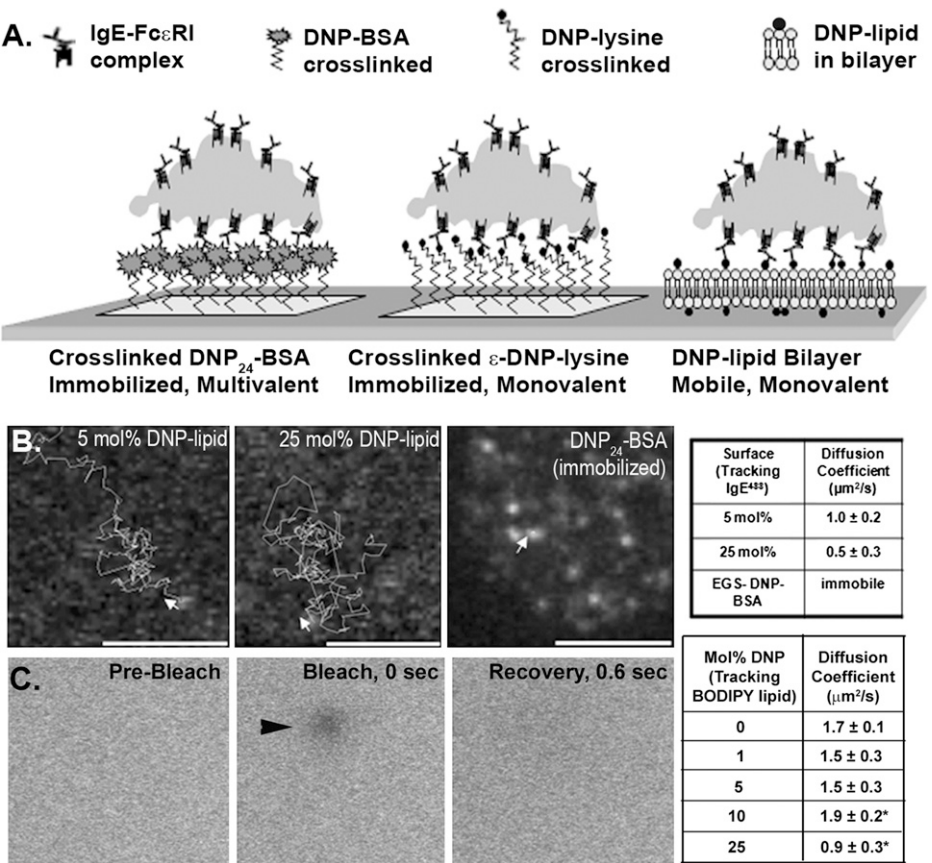 A.
IgE-FcεRI
complex
DNP-BSA
crosslinked
DNP-lysine
crosslinked
DNP-lipid
in bilayer
Crosslinked DNP24-BSA
Immobilized, Multivalent
Crosslinked ε-DNP-lysine
Immobilized, Monovalent
DNP-lipid Bilayer
Mobile, Monovalent
B.
5 mol% DNP-lipid
25 mol% DNP-lipid
DNP24-BSA
(immobilized)
Surface
(Tracking
IgE488)
Diffusion
Coefficient
(µm²/s)
5 mol%
1.0 ± 0.2
25 mol%
0.5 ± 0.3
EGS- DNP-
BSA
immobile
C.
Pre-Bleach
Bleach, 0 sec
Recovery, 0.6 sec
Mol% DNP
(Tracking
BODIPY lipid)
Diffusion
Coefficient
(µm²/s)
0
1.7 ± 0.1
1
1.5 ± 0.3
5
1.5 ± 0.3
10
1.9 ± 0.2*
25
0.9 ± 0.3*